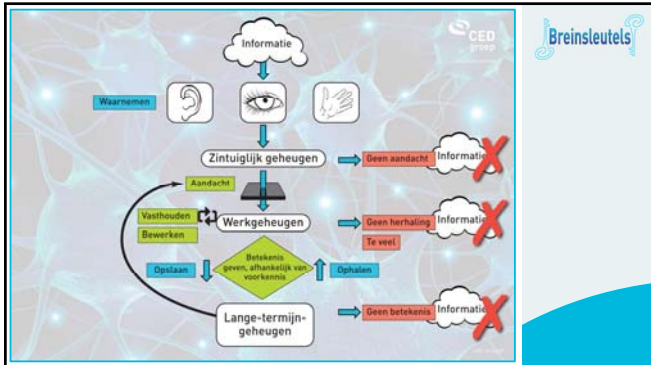 CED
groep
Breinsleutels
Informatie
Waarnemen
Zintuiglijk geheugen
Geen aandacht
Informatie
Aandacht
Vasthouden
Bewerken
Werkgeheugen
Geen herhaling
Te veel
Informatie
Opslaan
Betekenis
geven, afhankelijk van
voorkennis
Ophalen
Lange-termijn-
geheugen
Geen betekenis
Informatie